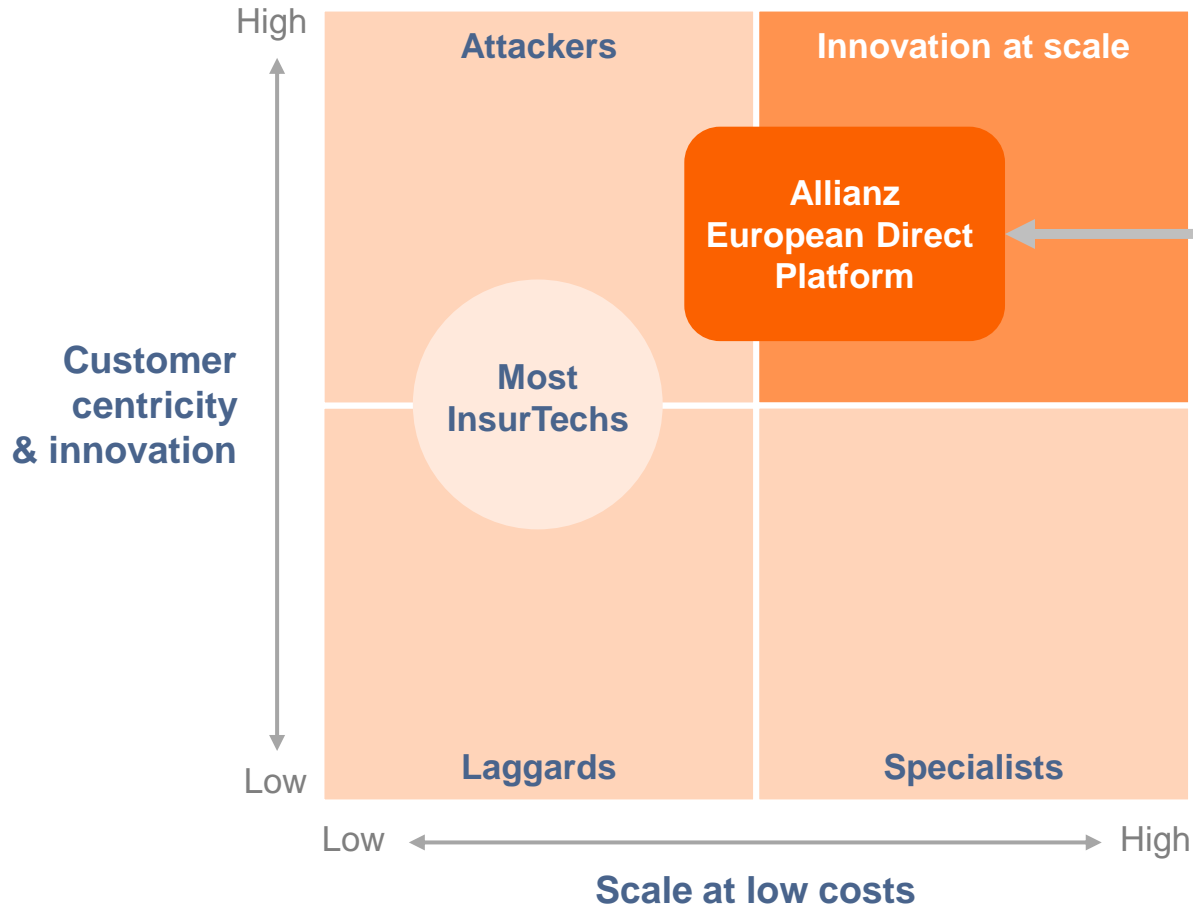 High
Attackers
Innovation at scale
Allianz
European Direct
Platform
Customer
centricity
& innovation
Most
InsurTechs
Laggards
Specialists
Low
Low
High
Scale at low costs